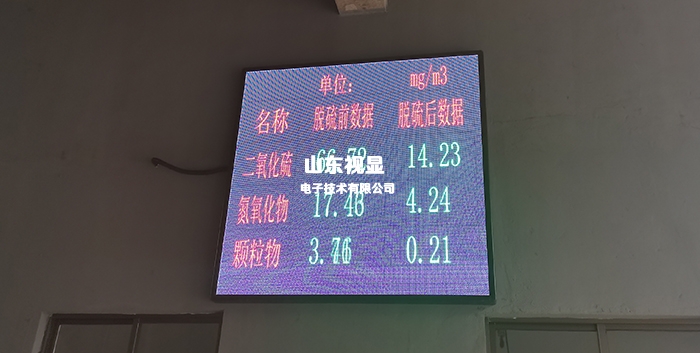 单位： mg/m3
名称 脱硫前数据 脱硫后数据
二氧化硫 14.23
山东视显
电子技术有限公司
氮氧化物 4.24
颗粒物 0.21